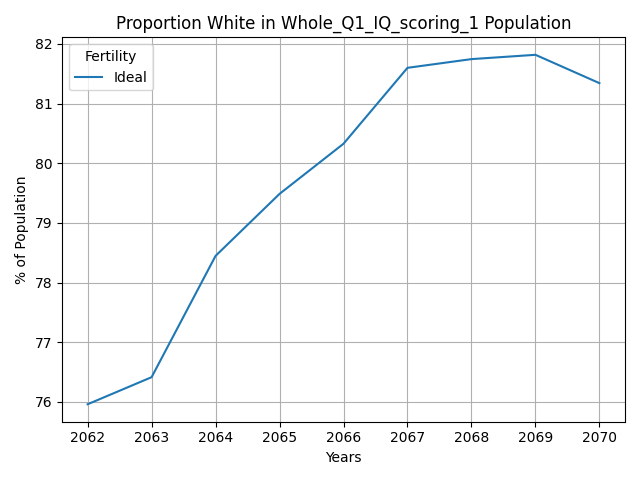 Proportion White in Whole_Q1_IQ_scoring_1 Population
Fertility
Ideal
82
81
80
79
78
77
76
% of Population
2062 2063 2064 2065 2066 2067 2068 2069 2070
Years